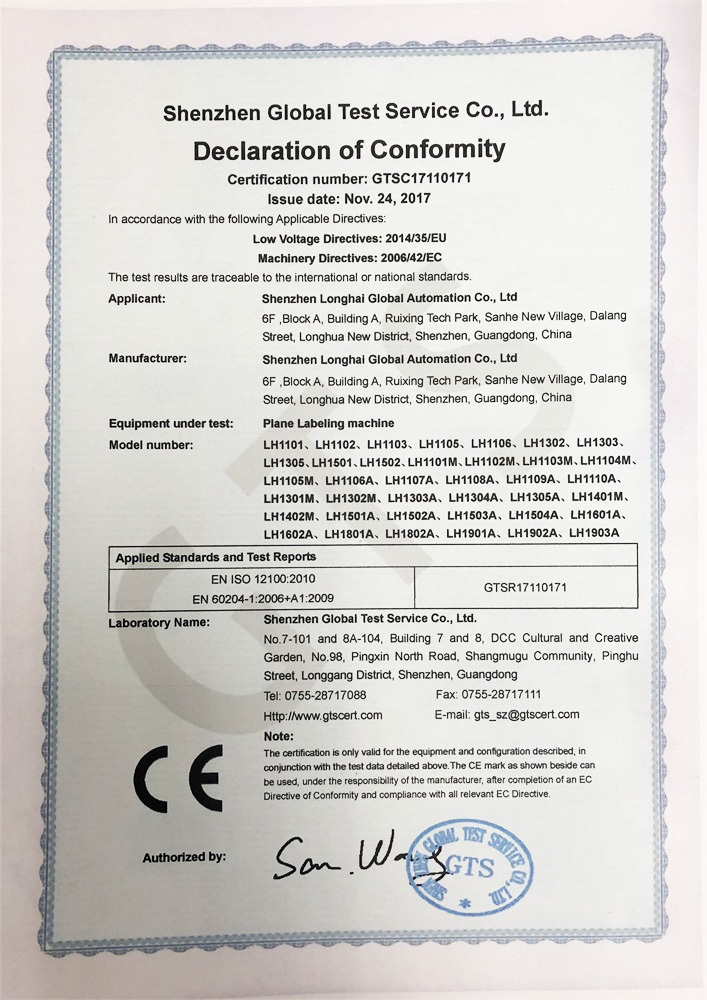 Shenzhen Global Test Service Co., Ltd.
Declaration of Conformity
Certification number: GTSC17110171
Issue date: Nov. 24, 2017
In accordance with the following Applicable Directives:
Low Voltage Directives: 2014/35/EU
Machinery Directives: 2006/42/EC
The test results are traceable to the international or national standards.
Applicant: Shenzhen Longhai Global Automation Co., Ltd
6F ,Block A, Building A, Ruixing Tech Park, Sanhe New Village, Dalang
Street, Longhua New District, Shenzhen, Guangdong, China
Manufacturer: Shenzhen Longhai Global Automation Co., Ltd
6F ,Block A, Building A, Ruixing Tech Park, Sanhe New Village, Dalang
Street, Longhua New District, Shenzhen, Guangdong, China
Equipment under test: Plane Labeling machine
Model number: LH1101、LH1102、LH1103、LH1105、LH1106、LH1302、LH1303、
LH1305、LH1501、LH1502、LH1101M、LH1102M、LH1103M、LH1104M、
LH1105M、LH1106A、LH1107A、LH1108A、LH1109A、LH1110A、
LH1301M、LH1302M、LH1303A、LH1304A、LH1305A、LH1401M、
LH1402M、LH1501A、LH1502A、LH1503A、LH1504A、LH1601A、
LH1602A、LH1801A、LH1802A、LH1901A、LH1902A、LH1903A
Applied Standards and Test Reports
EN ISO 12100:2010
EN 60204-1:2006+A1:2009
GTSR17110171
Laboratory Name: Shenzhen Global Test Service Co., Ltd.
No.7-101 and 8A-104, Building 7 and 8, DCC Cultural and Creative
Garden, No.98, Pingxin North Road, Shangmugu Community, Pinghu
Street, Longgang District, Shenzhen, Guangdong
Tel: 0755-28717088 Fax: 0755-28717111
Http://www.gtscert.com E-mail: gts_sz@gtscert.com
Note:
The certification is only valid for the equipment and configuration described, in
conjunction with the test data detailed above.The CE mark as shown beside can
be used, under the responsibility of the manufacturer, after completion of an EC
Directive of Conformity and compliance with all relevant EC Directive.
CE
Authorized by:
GLOBAL TEST SERVICE CO.,LTD.
GTS